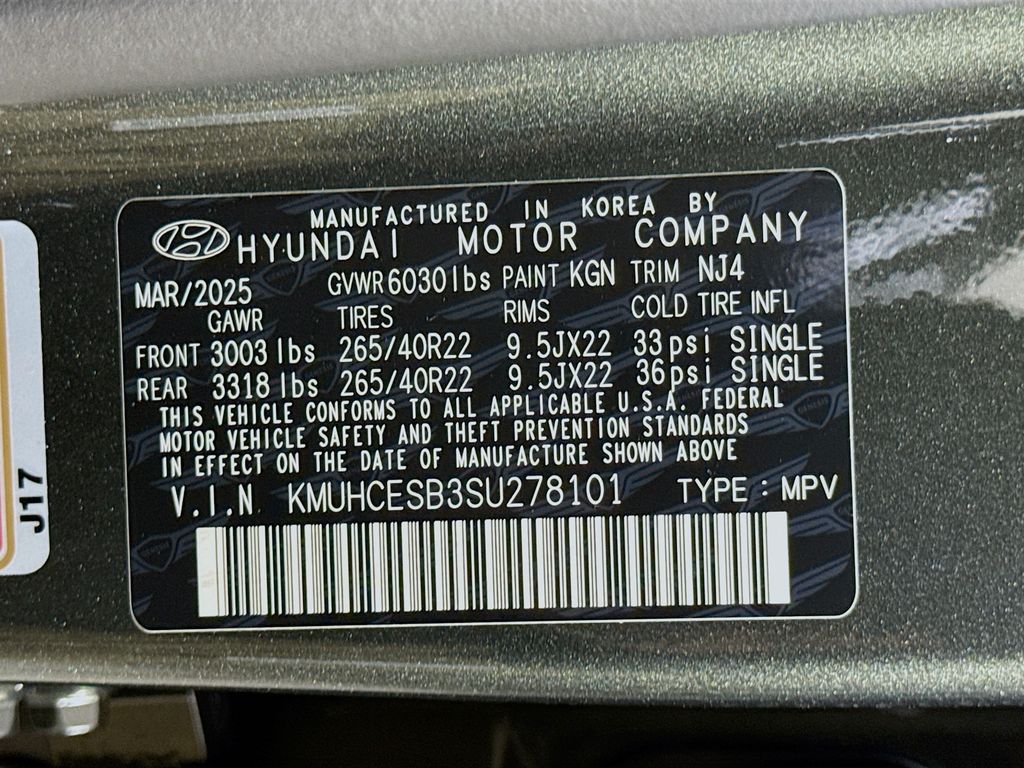 MANUFACTURED IN KOREA BY
HYUNDAI MOTOR COMPANY
MAR/2025 GVWR 6030lbs PAINT KGN TRIM NJ4
GAWR TIRES RIMS COLD TIRE INFL
FRONT 3003lbs 265/40R22 9.5JX22 33psi SINGLE
REAR 3318lbs 265/40R22 9.5JX22 36psi SINGLE
THIS VEHICLE CONFORMS TO ALL APPLICABLE U.S.A. FEDERAL
MOTOR VEHICLE SAFETY AND THEFT PREVENTION STANDARDS
IN EFFECT ON THE DATE OF MANUFACTURE SHOWN ABOVE
V.I.N KMUHCESB3SU278101 TYPE : MPV
J17